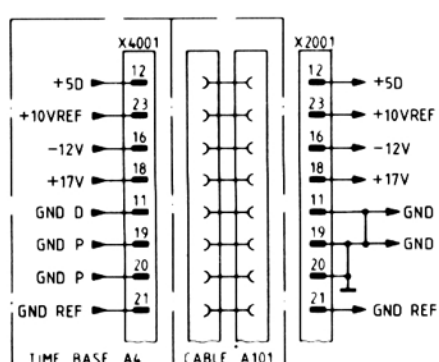 X4001 X2001
+5D 12 12 +5D
+10VREF 23 23 +10VREF
-12V 16 16 -12V
+17V 18 18 +17V
GND D 11 11 GND
GND P 19 19 GND
GND P 20 20
GND REF 21 21 GND REF
TIME BASE A4 CABLE A101